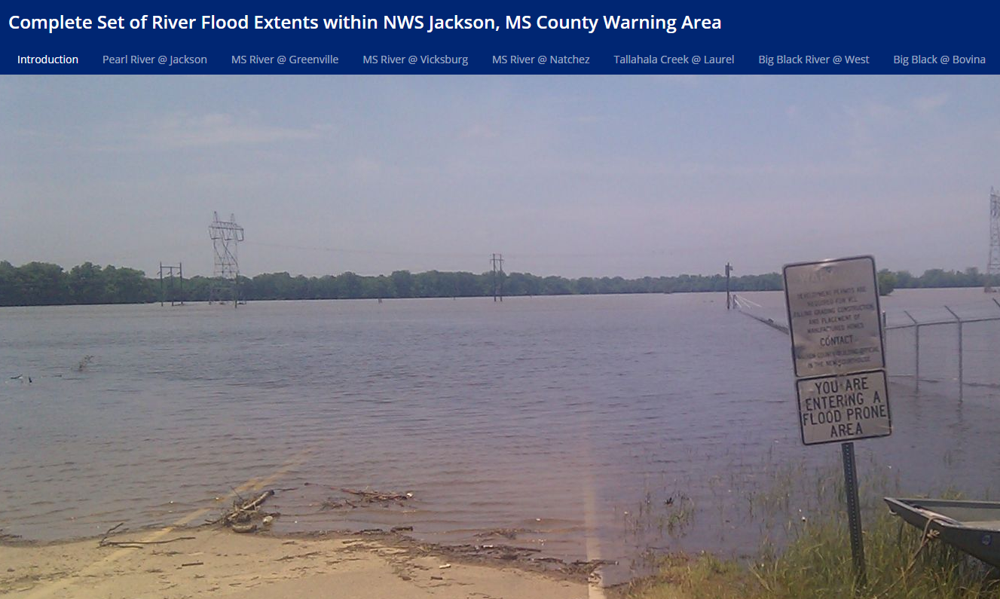 Complete Set of River Flood Extents within NWS Jackson, MS County Warning Area
Introduction Pearl River @ Jackson MS River @ Greenville MS River @ Vicksburg MS River @ Natchez Tallahala Creek @ Laurel Big Black River @ West Big Black @ Bovina
DEVELOPMENT PERMITS ARE
REQUIRED FOR ALL
FILLING GRADING CONSTRUCTION
AND PLACEMENT OF
MANUFACTURED HOMES
CONTACT
COUNTY BUILDING OFFICIAL
IN THE NEW COURTHOUSE
YOU ARE
ENTERING A
FLOOD PRONE
AREA